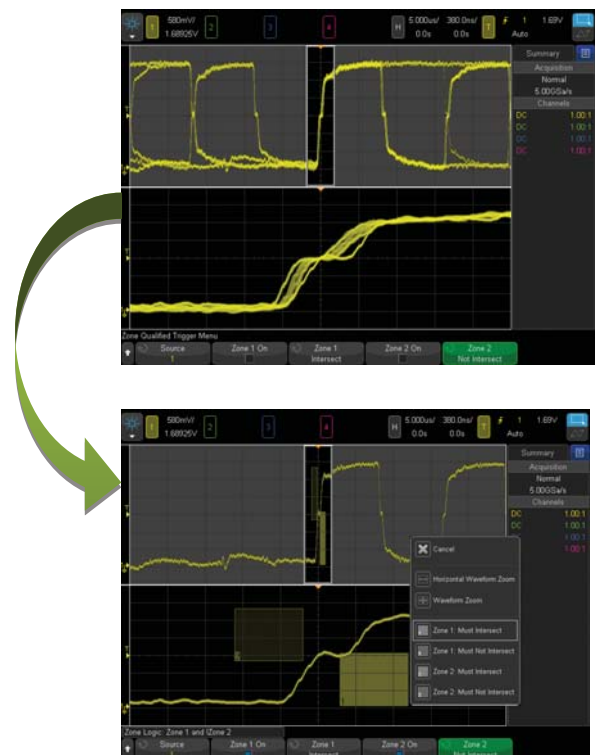 1 580mV/ 1.68925V 2 3 4 H 5.000us/ 0.0s 380.0ns/ 0.0s T 1 1.69V Auto
Summary
Acquisition
Normal
5.00GSa/s
Channels
DC 1.00:1
DC 1.00:1
DC 1.00:1
DC 1.00:1
Zone Qualified Trigger Menu
Source 1
Zone 1 On
Zone 1 Intersect
Zone 2 On
Zone 2 Not Intersect
1 580mV/ 1.68925V 2 3 4 H 5.000us/ 0.0s 380.0ns/ 0.0s T 1 1.69V Auto
Summary
Acquisition
Normal
5.00GSa/s
Channels
DC 1.00:1
DC 1.00:1
DC 1.00:1
DC 1.00:1
Cancel
Horizontal Waveform Zoom
Waveform Zoom
Zone 1: Must Intersect
Zone 1: Must Not Intersect
Zone 2: Must Intersect
Zone 2: Must Not Intersect
Zone Logic: Zone 1 and !Zone 2
Source
Zone 1 On
Zone 1 Intersect
Zone 2 On
Zone 2 Not Intersect